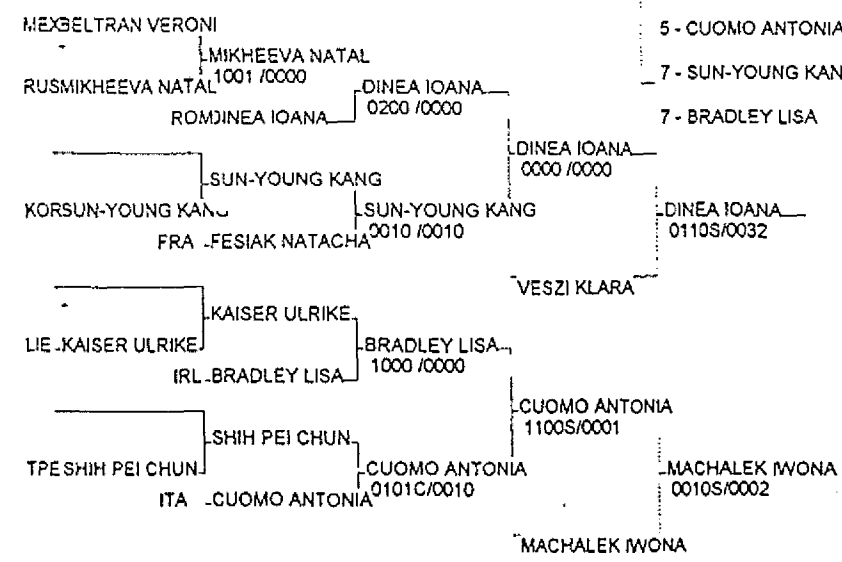 MEXBELTRAN VERONI
5 - CUOMO ANTONIA
MIKHEEVA NATAL
1001 /0000
7 - SUN-YOUNG KAN
RUSMIKHEEVA NATAL
DINEA IOANA
0200 /0000
ROMDINEA IOANA
7 - BRADLEY LISA
DINEA IOANA
0000 /0000
SUN-YOUNG KANG
KORSUN-YOUNG KANG
SUN-YOUNG KANG
0010 /0010
DINEA IOANA
0110S/0032
FRA FESIAK NATACHA
VESZI KLARA
KAISER ULRIKE
LIE KAISER ULRIKE
BRADLEY LISA
1000 /0000
IRL BRADLEY LISA
CUOMO ANTONIA
1100S/0001
SHIH PEI CHUN
TPE SHIH PEI CHUN
CUOMO ANTONIA
0101C/0010
MACHALEK IWONA
0010S/0002
ITA CUOMO ANTONIA
MACHALEK IWONA